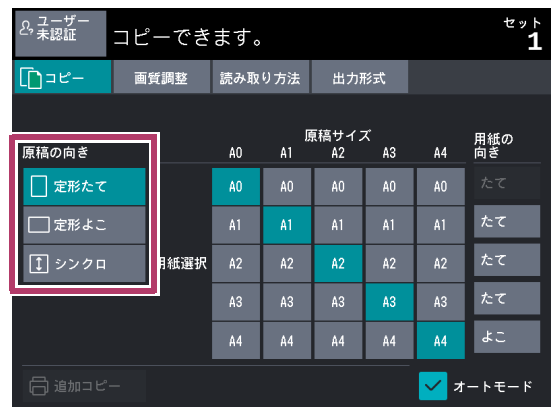 ユーザー
未認証
コピーできます。
セット
1
コピー
画質調整
読み取り方法
出力形式
原稿の向き
定形たて
定形よこ
シンクロ
原稿サイズ
A0 A1 A2 A3 A4
用紙の
向き
A0 A0 A0 A0 A0 たて
A1 A1 A1 A1 A1 たて
用紙選択 A2 A2 A2 A2 A2 たて
A3 A3 A3 A3 A3 たて
A4 A4 A4 A4 A4 よこ
追加コピー
オートモード